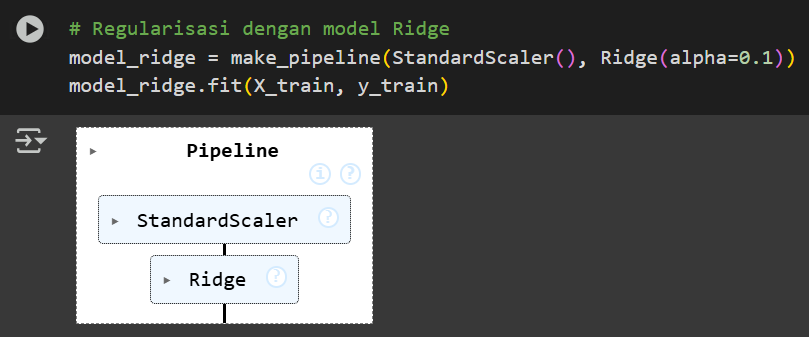 # Regularisasi dengan model Ridge
model_ridge = make_pipeline(StandardScaler(), Ridge(alpha=0.1))
model_ridge.fit(X_train, y_train)
Pipeline
i ?
StandardScaler ?
Ridge ?